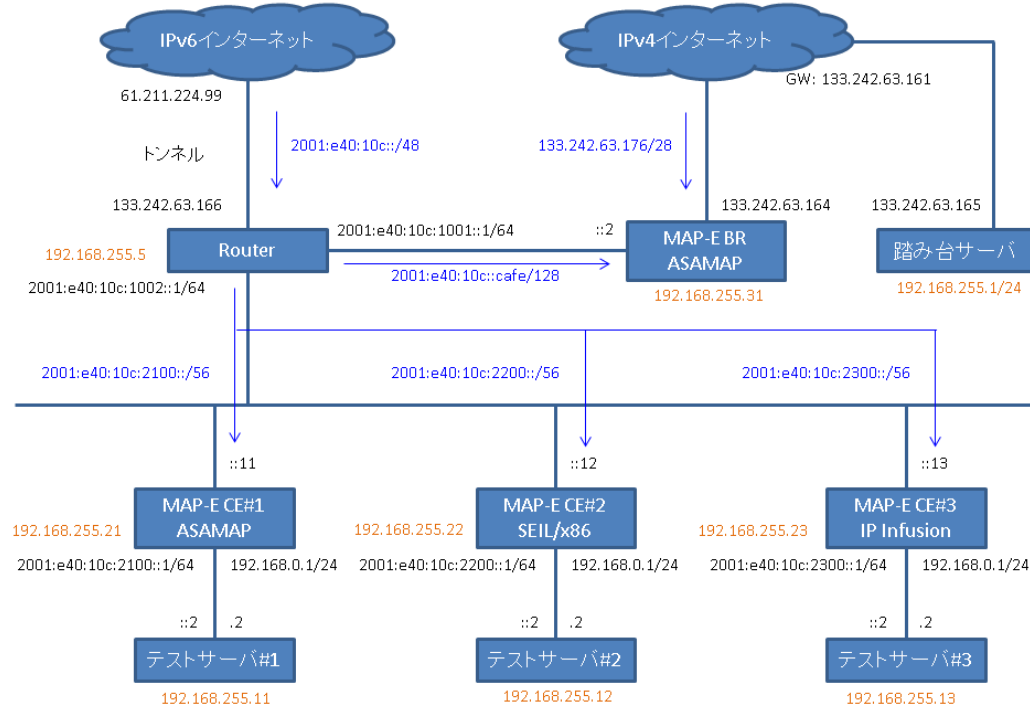 IPv6インターネット
IPv4インターネット
GW: 133.242.63.161
61.211.224.99
2001:e40:10c::/48
133.242.63.176/28
トンネル
133.242.63.166
133.242.63.164
133.242.63.165
192.168.255.5
Router
2001:e40:10c:1001::1/64
::2
MAP-E BR
ASAMAP
踏み台サーバ
2001:e40:10c::cafe/128
2001:e40:10c:1002::1/64
192.168.255.31
192.168.255.1/24
2001:e40:10c:2100::/56
2001:e40:10c:2200::/56
2001:e40:10c:2300::/56
::11
::12
::13
192.168.255.21
MAP-E CE#1
ASAMAP
192.168.255.22
MAP-E CE#2
SEIL/x86
192.168.255.23
MAP-E CE#3
IP Infusion
2001:e40:10c:2100::1/64
192.168.0.1/24
2001:e40:10c:2200::1/64
192.168.0.1/24
2001:e40:10c:2300::1/64
192.168.0.1/24
::2
.2
::2
.2
::2
.2
テストサーバ#1
テストサーバ#2
テストサーバ#3
192.168.255.11
192.168.255.12
192.168.255.13